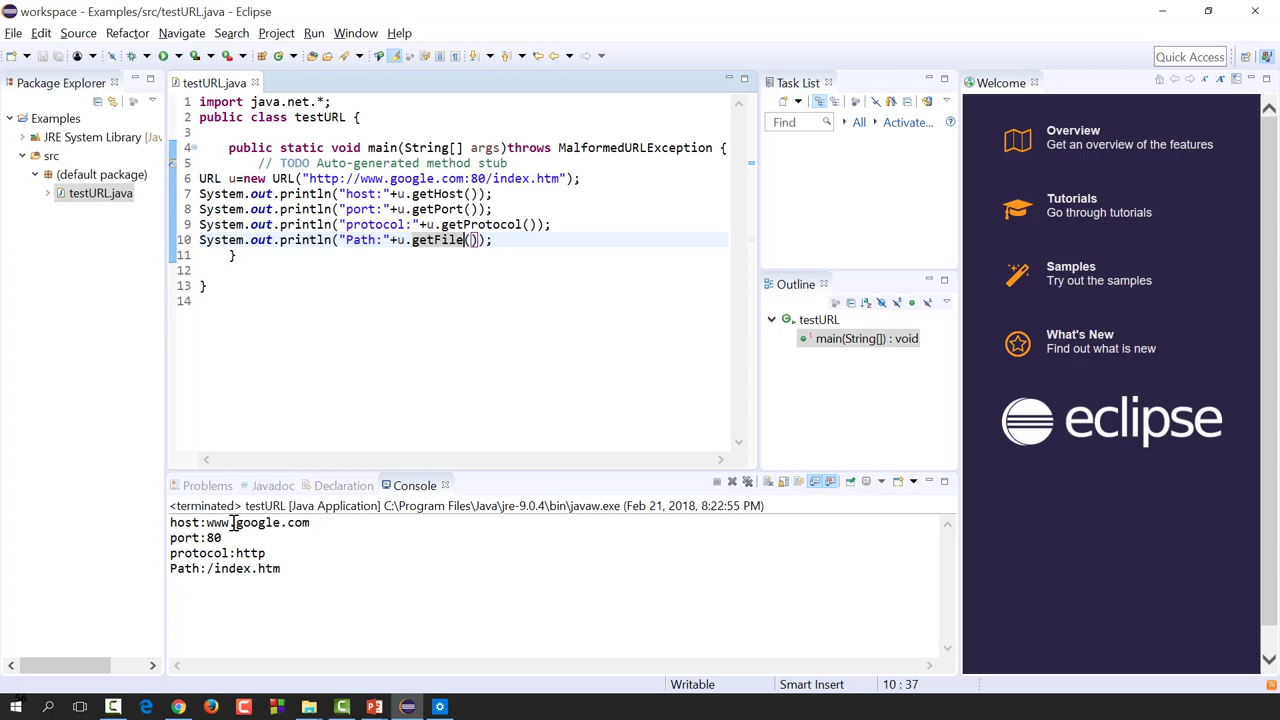 workspace - Examples/src/testURL.java - Eclipse
File Edit Source Refactor Navigate Search Project Run Window Help
Quick Access
Package Explorer
testURL.java
Task List
Welcome
Examples
JRE System Library (Jav
src
(default package)
testURL.java
1 import java.net.*;
2 public class testURL {
3
4 public static void main(String[] args)throws MalformedURLException {
5 // TODO Auto-generated method stub
6 URL u=new URL("http://www.google.com:80/index.htm");
7 System.out.println("host:"+u.getHost());
8 System.out.println("port:"+u.getPort());
9 System.out.println("protocol:"+u.getProtocol());
10 System.out.println("Path:"+u.getFile());
11 }
12
13 }
14
Find All Activate...
Outline
testURL
main(String[]) : void
Overview
Get an overview of the features
Tutorials
Go through tutorials
Samples
Try out the samples
What's New
Find out what is new
eclipse
Problems Javadoc Declaration Console
<terminated> testURL [Java Application] C:\Program Files\Java\jre-9.0.4\bin\javaw.exe (Feb 21, 2018, 8:22:55 PM)
host:www.google.com
port:80
protocol:http
Path:/index.htm
Writable Smart Insert 10 : 37